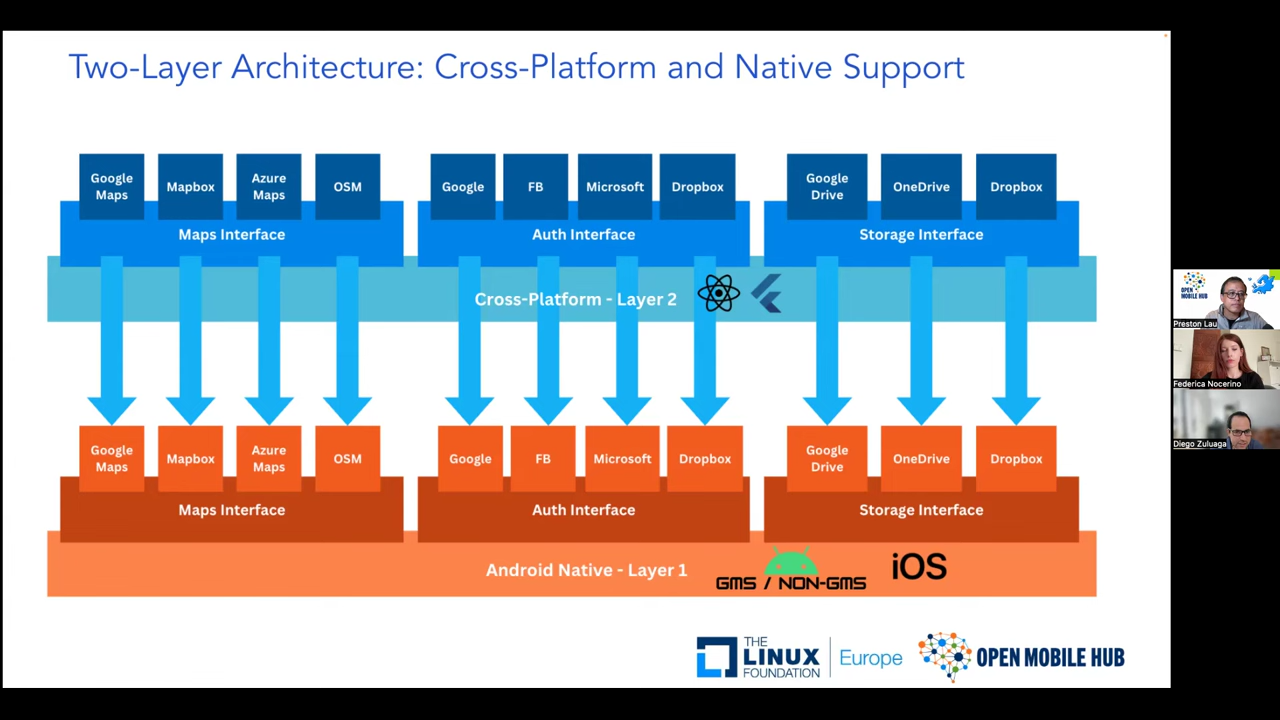 Two-Layer Architecture: Cross-Platform and Native Support
Google
Maps
Mapbox
Azure
Maps
OSM
Google
FB
Microsoft
Dropbox
Google
Drive
OneDrive
Dropbox
Maps Interface
Auth Interface
Storage Interface
Cross-Platform - Layer 2
Google
Maps
Mapbox
Azure
Maps
OSM
Google
FB
Microsoft
Dropbox
Google
Drive
OneDrive
Dropbox
Maps Interface
Auth Interface
Storage Interface
Android Native - Layer 1
GMS / NON-GMS
iOS
THE
LINUX
FOUNDATION
Europe
OPEN MOBILE HUB
OPEN
MOBILE HUB
Preston Lau
Federica Nocerino
Diego Zuluaga